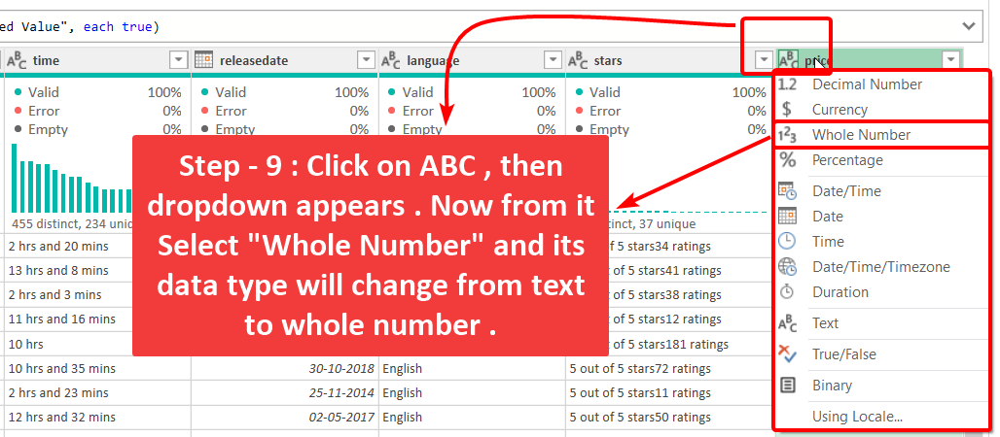 ed Value", each true)
time
releasedate
language
stars
Valid 100%
Error 0%
Empty 0%
Valid 100%
Error 0%
Empty 0%
Valid 100%
Error 0%
Empty 0%
Valid 100%
Error 0%
Empty 0%
455 distinct, 234 uniq
tinct, 37 unique
2 hrs and 20 mins of 5 stars34 ratings
13 hrs and 8 mins of 5 stars41 ratings
2 hrs and 3 mins of 5 stars38 ratings
11 hrs and 16 mins of 5 stars12 ratings
10 hrs of 5 stars181 ratings
10 hrs and 35 mins 30-10-2018 English 5 out of 5 stars72 ratings
2 hrs and 23 mins 25-11-2014 English 5 out of 5 stars11 ratings
12 hrs and 32 mins 02-05-2017 English 5 out of 5 stars50 ratings
Step - 9 : Click on ABC , then
dropdown appears . Now from it
Select "Whole Number" and its
data type will change from text
to whole number .
1.2 Decimal Number
$ Currency
123 Whole Number
% Percentage
Date/Time
Date
Time
Date/Time/Timezone
Duration
ABC Text
True/False
Binary
Using Locale...